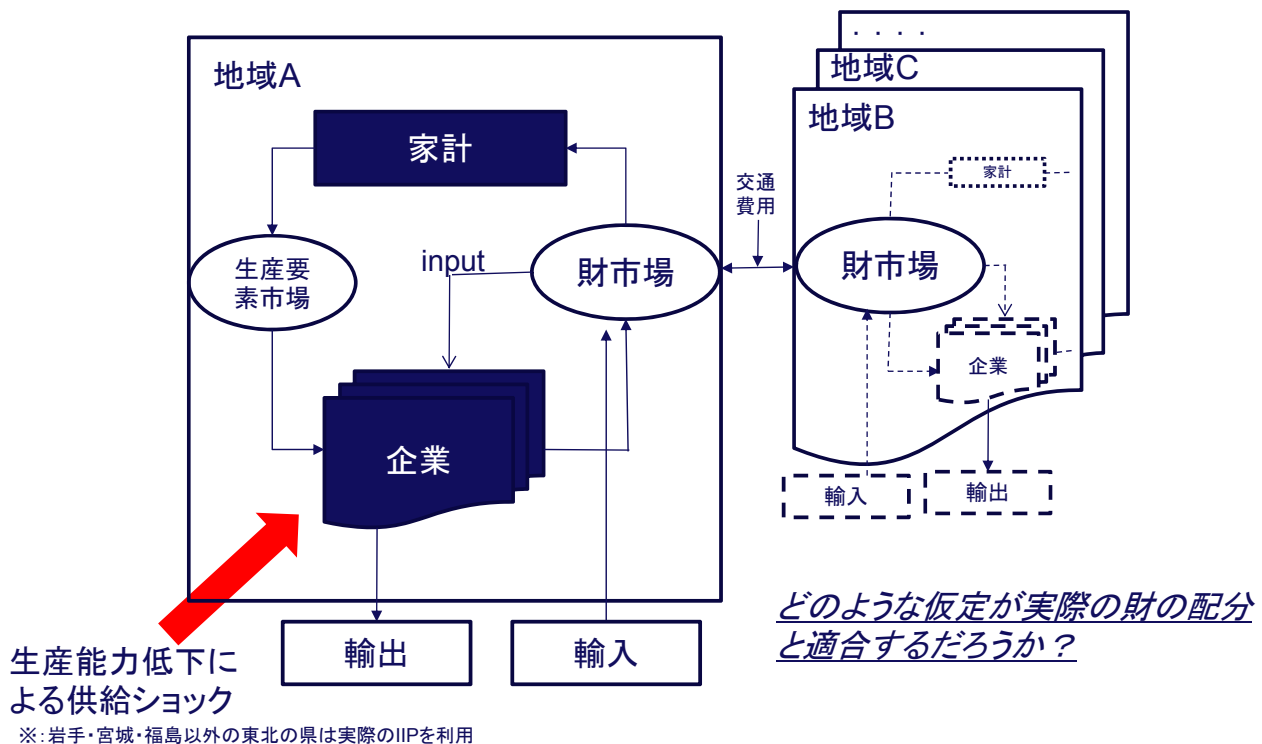 地域A
家計
生産要
素市場
input
財市場
企業
輸出
輸入
生産能力低下に
よる供給ショック
※:岩手・宮城・福島以外の東北の県は実際のIIPを利用
交通
費用
. . . .
地域C
地域B
家計
財市場
企業
輸入
輸出
どのような仮定が実際の財の配分
と適合するだろうか?